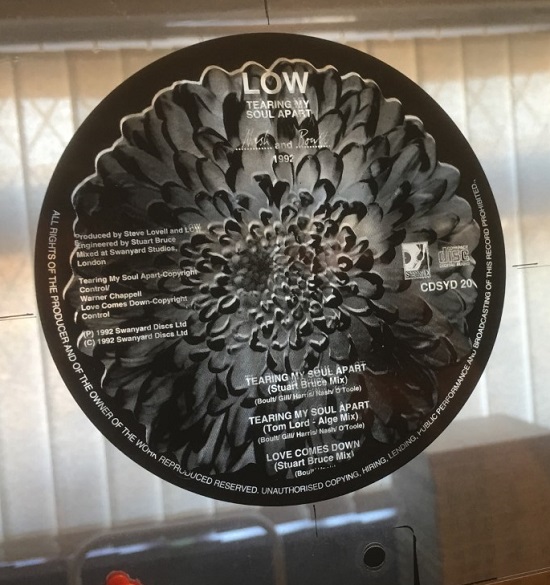 LOW
TEARING MY
SOUL APART
and
1992
Produced by Steve Lovell and LOW
Engineered by Stuart Bruce
Mixed at Swanyard Studios,
London
Tearing My Soul Apart-Copyright
Control/
Warner Chappell
Love Comes Down-Copyright
Control
(P) 1992 Swanyard Discs Ltd
(C) 1992 Swanyard Discs Ltd
disc
CDSYD 20
TEARING MY SOUL APART
(Stuart Bruce Mix)
(Boult/ Gill/ Harris/ Nasty O'Toole)
TEARING MY SOUL APART
(Tom Lord - Alge Mix)
(Boult/ Gill/ Harris/ Nasty O'Toole)
LOVE COMES DOWN
(Stuart Bruce Mix)
ALL RIGHTS OF THE PRODUCER AND OF THE OWNER OF THE WORK REPRODUCED RESERVED. UNAUTHORISED COPYING, HIRING, LENDING, PUBLIC PERFORMANCE AND BROADCASTING OF THIS RECORD PROHIBITED